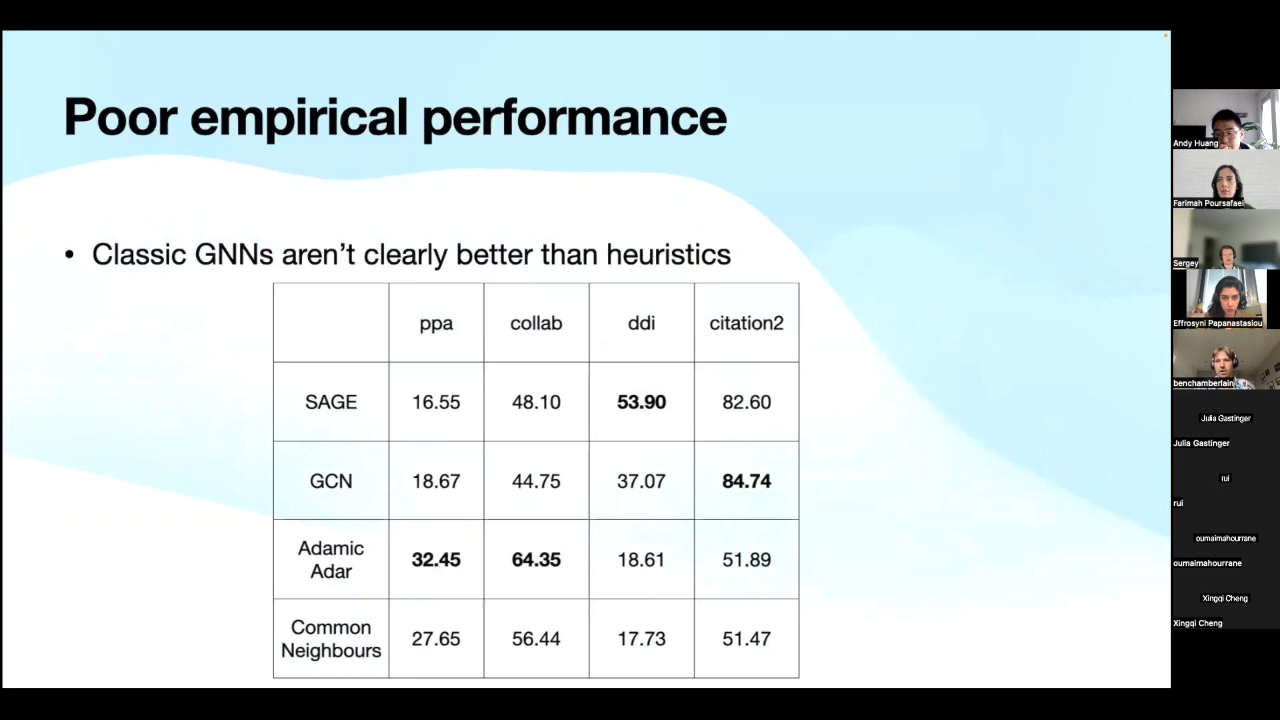 Poor empirical performance
• Classic GNNs aren't clearly better than heuristics
ppa collab ddi citation2
SAGE 16.55 48.10 53.90 82.60
GCN 18.67 44.75 37.07 84.74
Adamic
Adar 32.45 64.35 18.61 51.89
Common
Neighbours 27.65 56.44 17.73 51.47
Andy Huang
Farimah Poursafaei
Sergey
Effrosyni Papanastasiou
benchamberlain
Julia Gastinger
Julia Gastinger
rui
rui
oumaimahourrane
oumaimahourrane
Xingqi Cheng
Xingqi Cheng